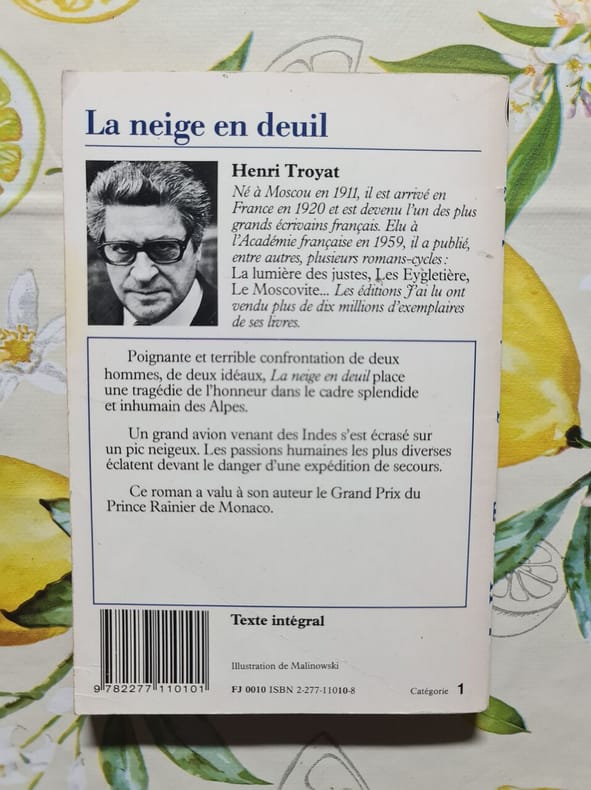 La neige en deuil
Henri Troyat
Né à Moscou en 1911, il est arrivé en
France en 1920 et est devenu l'un des plus
grands écrivains français. Elu à
l'Académie française en 1959, il a publié,
entre autres, plusieurs romans-cycles :
La lumière des justes, Les Eygletière,
Le Moscovite... Les éditions J'ai lu ont
vendu plus de dix millions d'exemplaires
de ses livres.
Poignante et terrible confrontation de deux
hommes, de deux idéaux, La neige en deuil place
une tragédie de l'honneur dans le cadre splendide
et inhumain des Alpes.
Un grand avion venant des Indes s'est écrasé sur
un pic neigeux. Les passions humaines les plus diverses
éclatent devant le danger d'une expédition de secours.
Ce roman a valu à son auteur le Grand Prix du
Prince Rainier de Monaco.
Texte intégral
Illustration de Malinowski
9 782277 110101
FJ 0010 ISBN 2-277-11010-8
Catégorie 1